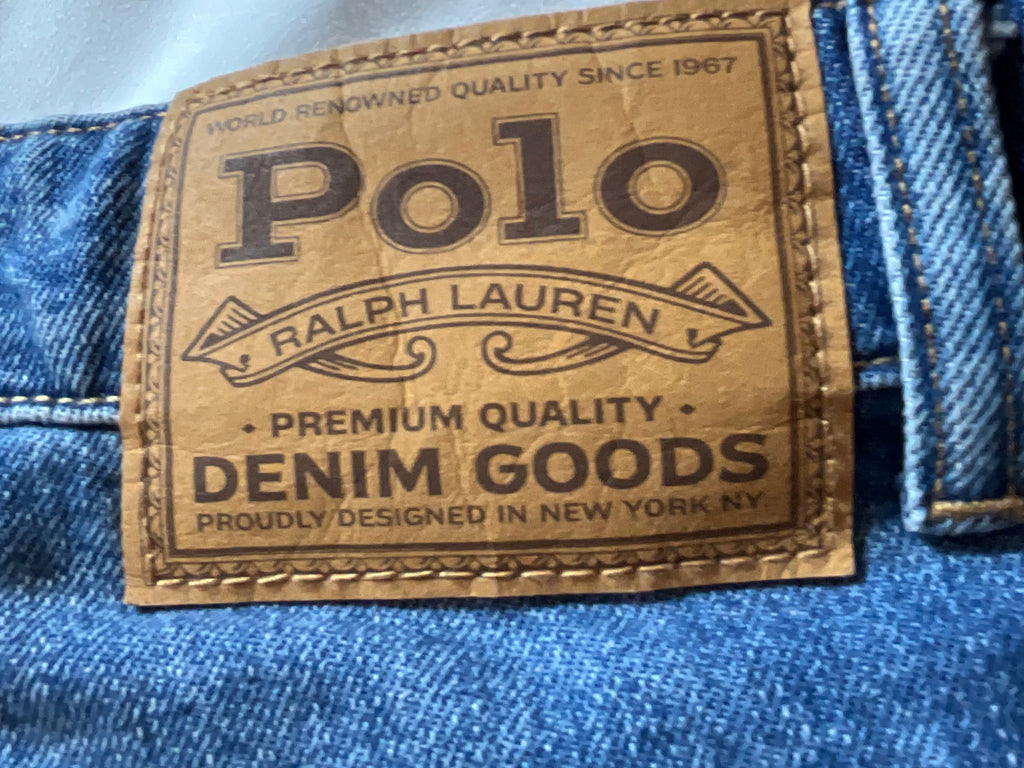 WORLD RENOWNED QUALITY SINCE 1967
Polo
RALPH LAUREN
• PREMIUM QUALITY •
DENIM GOODS
PROUDLY DESIGNED IN NEW YORK NY